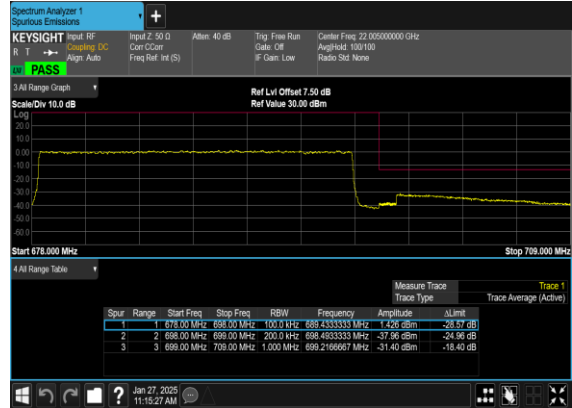 Spectrum Analyzer 1
Spurious Emissions
KEYSIGHT Input: RF Input Z: 50 Ω Atten: 40 dB Trig: Free Run Center Freq: 22.005000000 GHz
R T Coupling: DC Corr CCorr Gate: Off Avg|Hold: 100/100
Align: Auto Freq Ref: Int (S) IF Gain: Low Radio Std: None
LW PASS
3 All Range Graph
Ref Lvl Offset 7.50 dB
Scale/Div 10.0 dB Ref Value 30.00 dBm
Log
20.0
10.0
0.00
-10.0
-20.0
-30.0
-40.0
-50.0
-60.0
Start 678.000 MHz Stop 709.000 MHz
4 All Range Table
Measure Trace Trace 1
Trace Type Trace Average (Active)
Spur Range Start Freq Stop Freq RBW Frequency Amplitude ΔLimit
1 1 678.00 MHz 698.00 MHz 100.0 kHz 689.4333333 MHz 1.426 dBm -28.57 dB
2 2 698.00 MHz 699.00 MHz 200.0 kHz 698.4933333 MHz -37.96 dBm -24.96 dB
3 3 699.00 MHz 709.00 MHz 1.000 MHz 699.2166667 MHz -31.40 dBm -18.40 dB
? Jan 27, 2025
11:15:27 AM